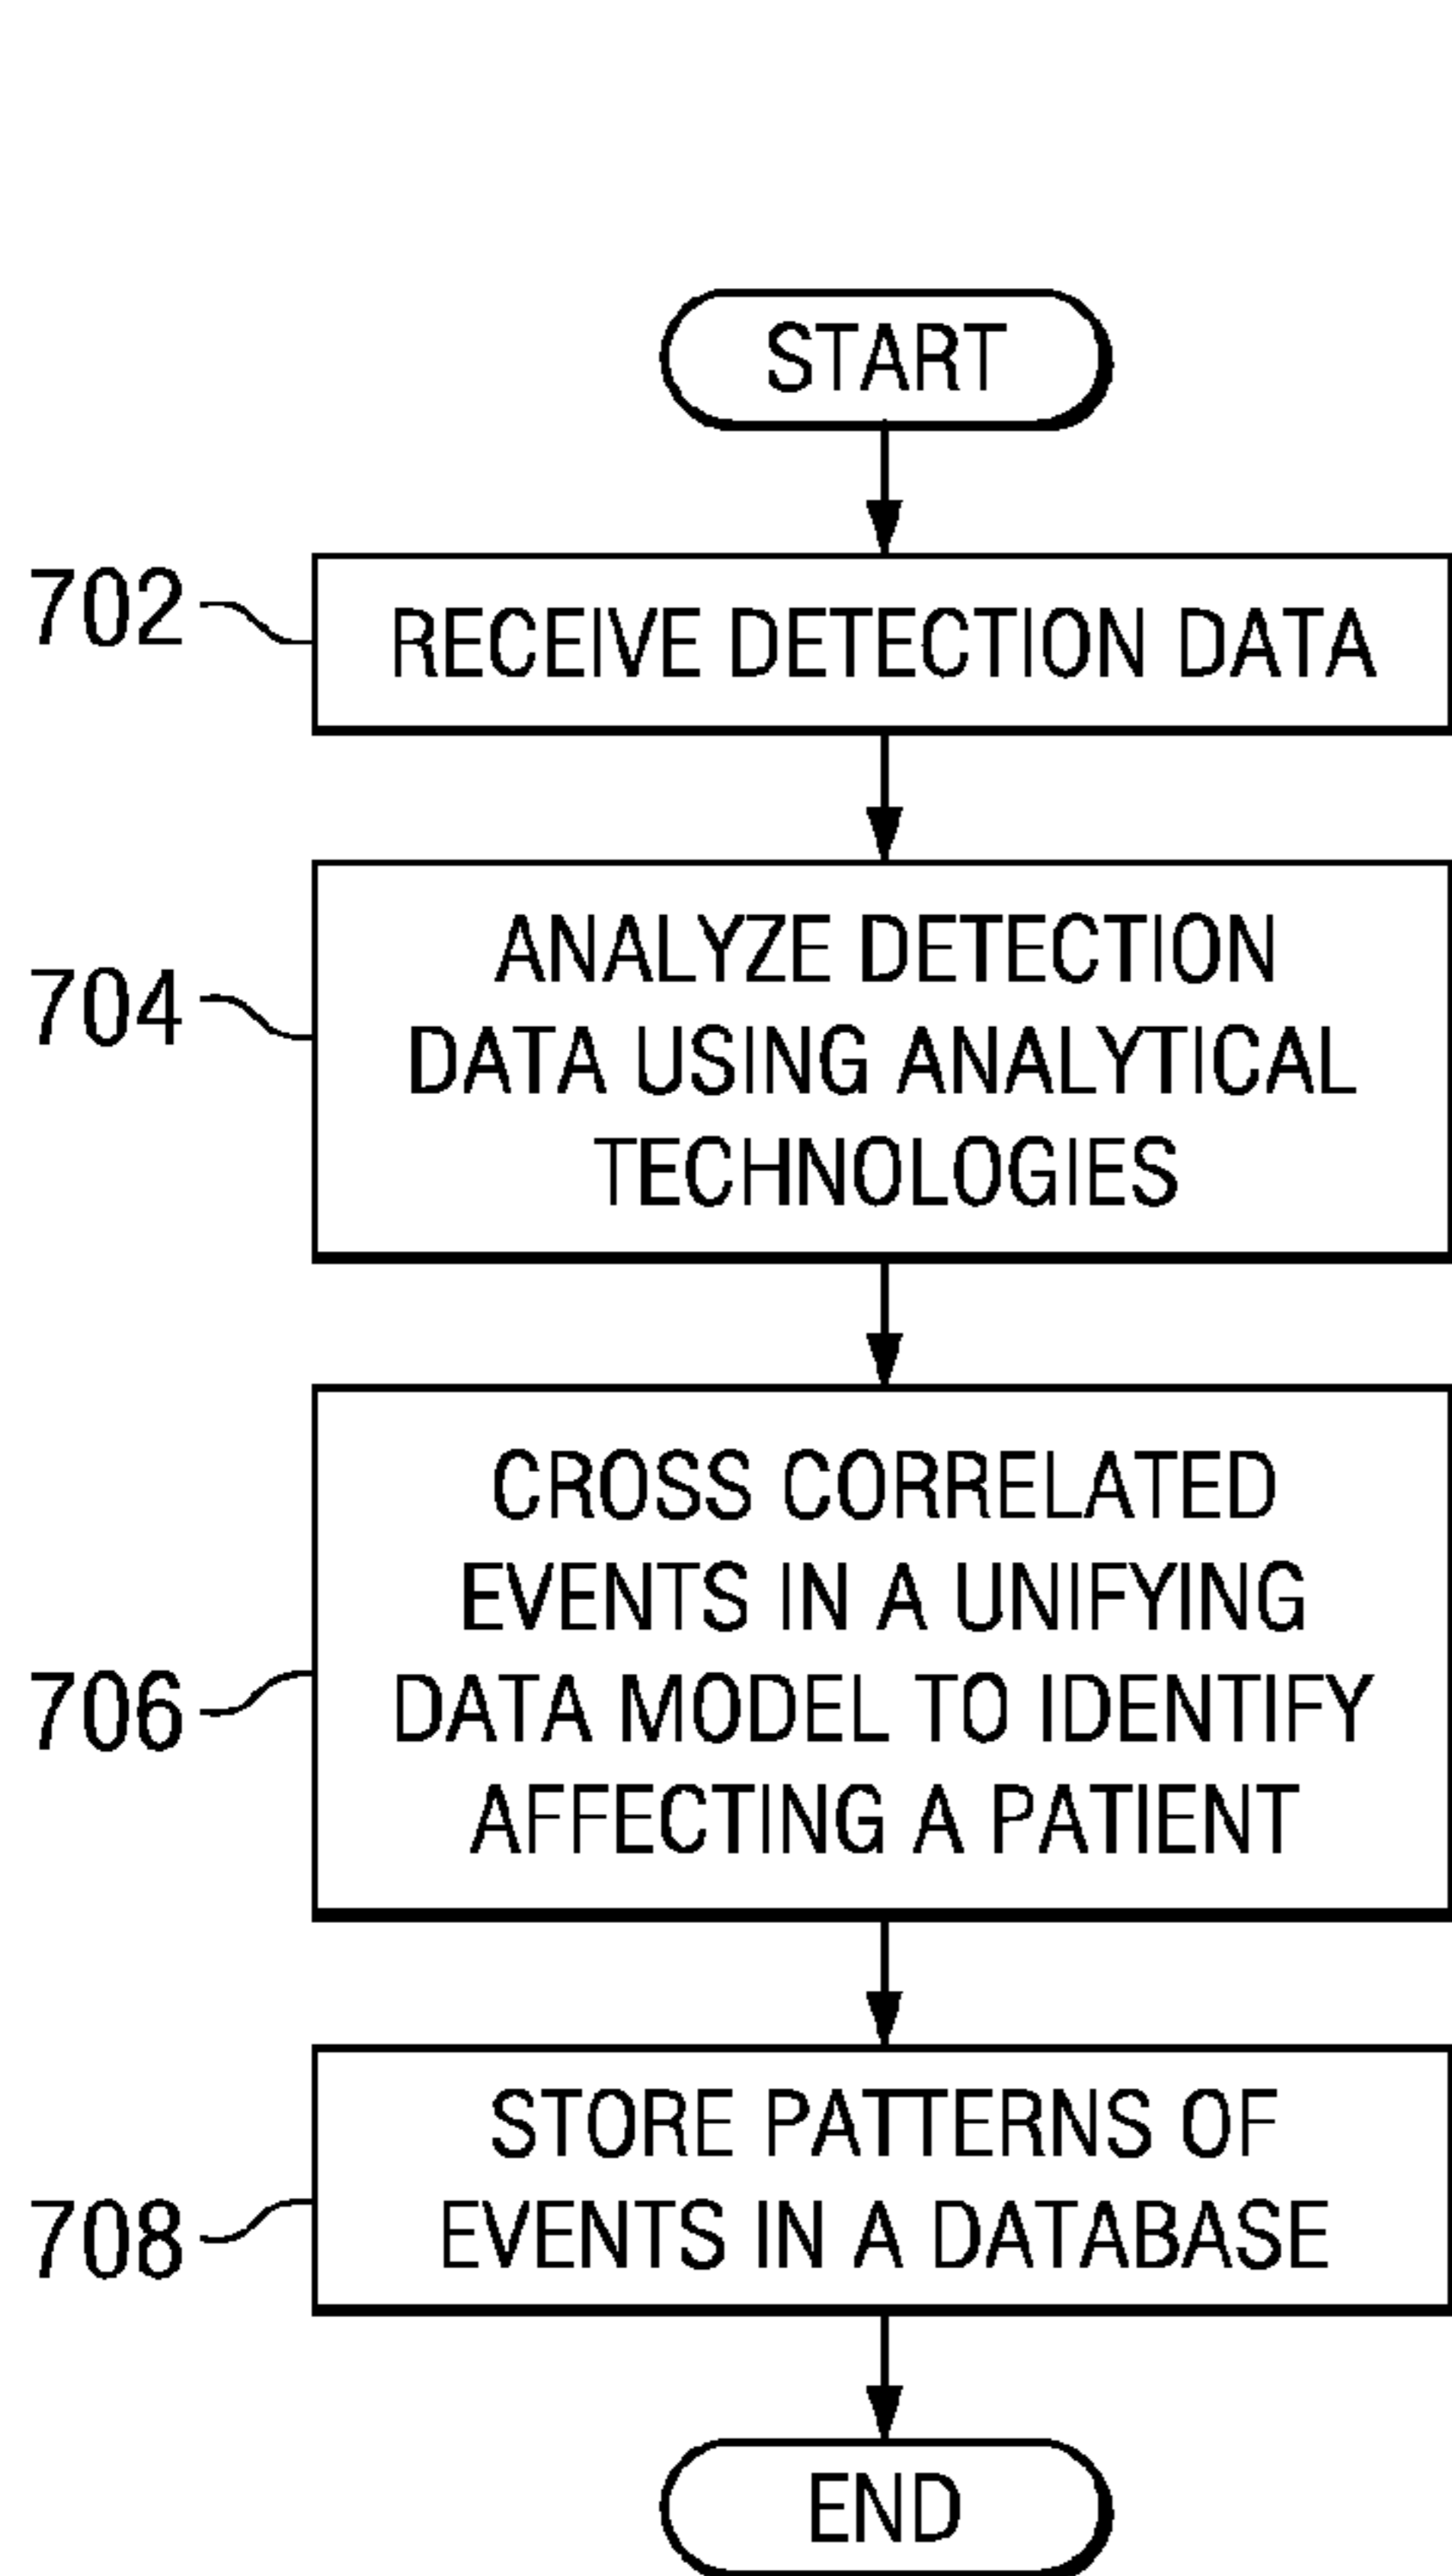 START
702
RECEIVE DETECTION DATA
704
ANALYZE DETECTION
DATA USING ANALYTICAL
TECHNOLOGIES
706
CROSS CORRELATED
EVENTS IN A UNIFYING
DATA MODEL TO IDENTIFY
AFFECTING A PATIENT
708
STORE PATTERNS OF
EVENTS IN A DATABASE
END